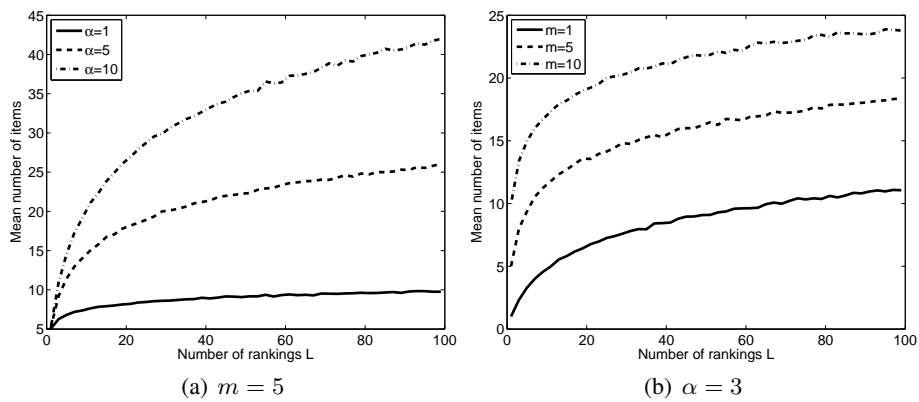 45
40
35
30
25
20
15
10
5
Mean number of items
α=1
α=5
α=10
20
40
60
80
100
Number of rankings L
(a) m = 5
25
20
15
10
5
0
Mean number of items
m=1
m=5
m=10
0
20
40
60
80
100
Number of rankings L
(b) α = 3